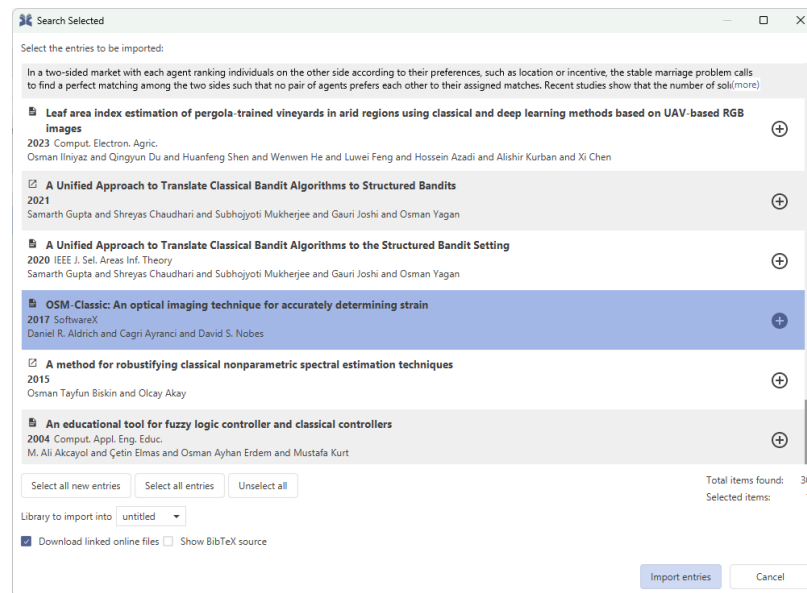 Search Selected
Select the entries to be imported:
In a two-sided market with each agent ranking individuals on the other side according to their preferences, such as location or incentive, the stable marriage problem calls
to find a perfect matching among the two sides such that no pair of agents prefers each other to their assigned matches. Recent studies show that the number of sol(more)
Leaf area index estimation of pergola-trained vineyards in arid regions using classical and deep learning methods based on UAV-based RGB
images
2023 Comput. Electron. Agric.
Osman Ilniyaz and Qingyun Du and Huanfeng Shen and Wenwen He and Luwei Feng and Hossein Azadi and Alishir Kurban and Xi Chen
A Unified Approach to Translate Classical Bandit Algorithms to Structured Bandits
2021
Samarth Gupta and Shreyas Chaudhari and Subhojyoti Mukherjee and Gauri Joshi and Osman Yagan
A Unified Approach to Translate Classical Bandit Algorithms to the Structured Bandit Setting
2020 IEEE J. Sel. Areas Inf. Theory
Samarth Gupta and Shreyas Chaudhari and Subhojyoti Mukherjee and Gauri Joshi and Osman Yagan
OSM-Classic: An optical imaging technique for accurately determining strain
2017 SoftwareX
Daniel R. Aldrich and Cagri Ayranci and David S. Nobes
A method for robustifying classical nonparametric spectral estimation techniques
2015
Osman Tayfun Biskin and Olcay Akay
An educational tool for fuzzy logic controller and classical controllers
2004 Comput. Appl. Eng. Educ.
M. Ali Akcayol and Çetin Elmas and Osman Ayhan Erdem and Mustafa Kurt
Select all new entries Select all entries Unselect all
Total items found:
Selected items:
Library to import into untitled
Download linked online files Show BibTeX source
Import entries Cancel